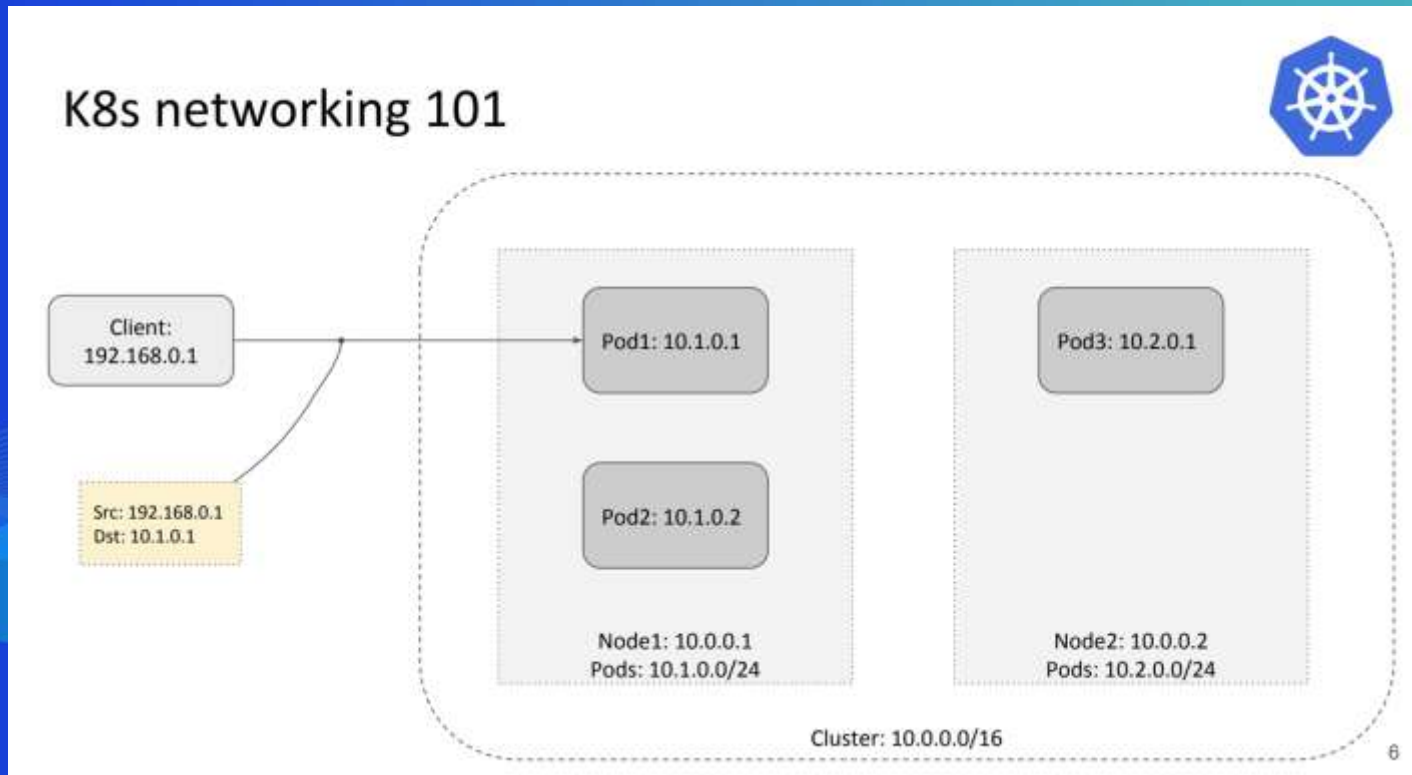 K8s networking 101
Client:
192.168.0.1
Src: 192.168.0.1
Dst: 10.1.0.1
Pod1: 10.1.0.1
Pod2: 10.1.0.2
Node1: 10.0.0.1
Pods: 10.1.0.0/24
Pod3: 10.2.0.1
Node2: 10.0.0.2
Pods: 10.2.0.0/24
Cluster: 10.0.0.0/16
6